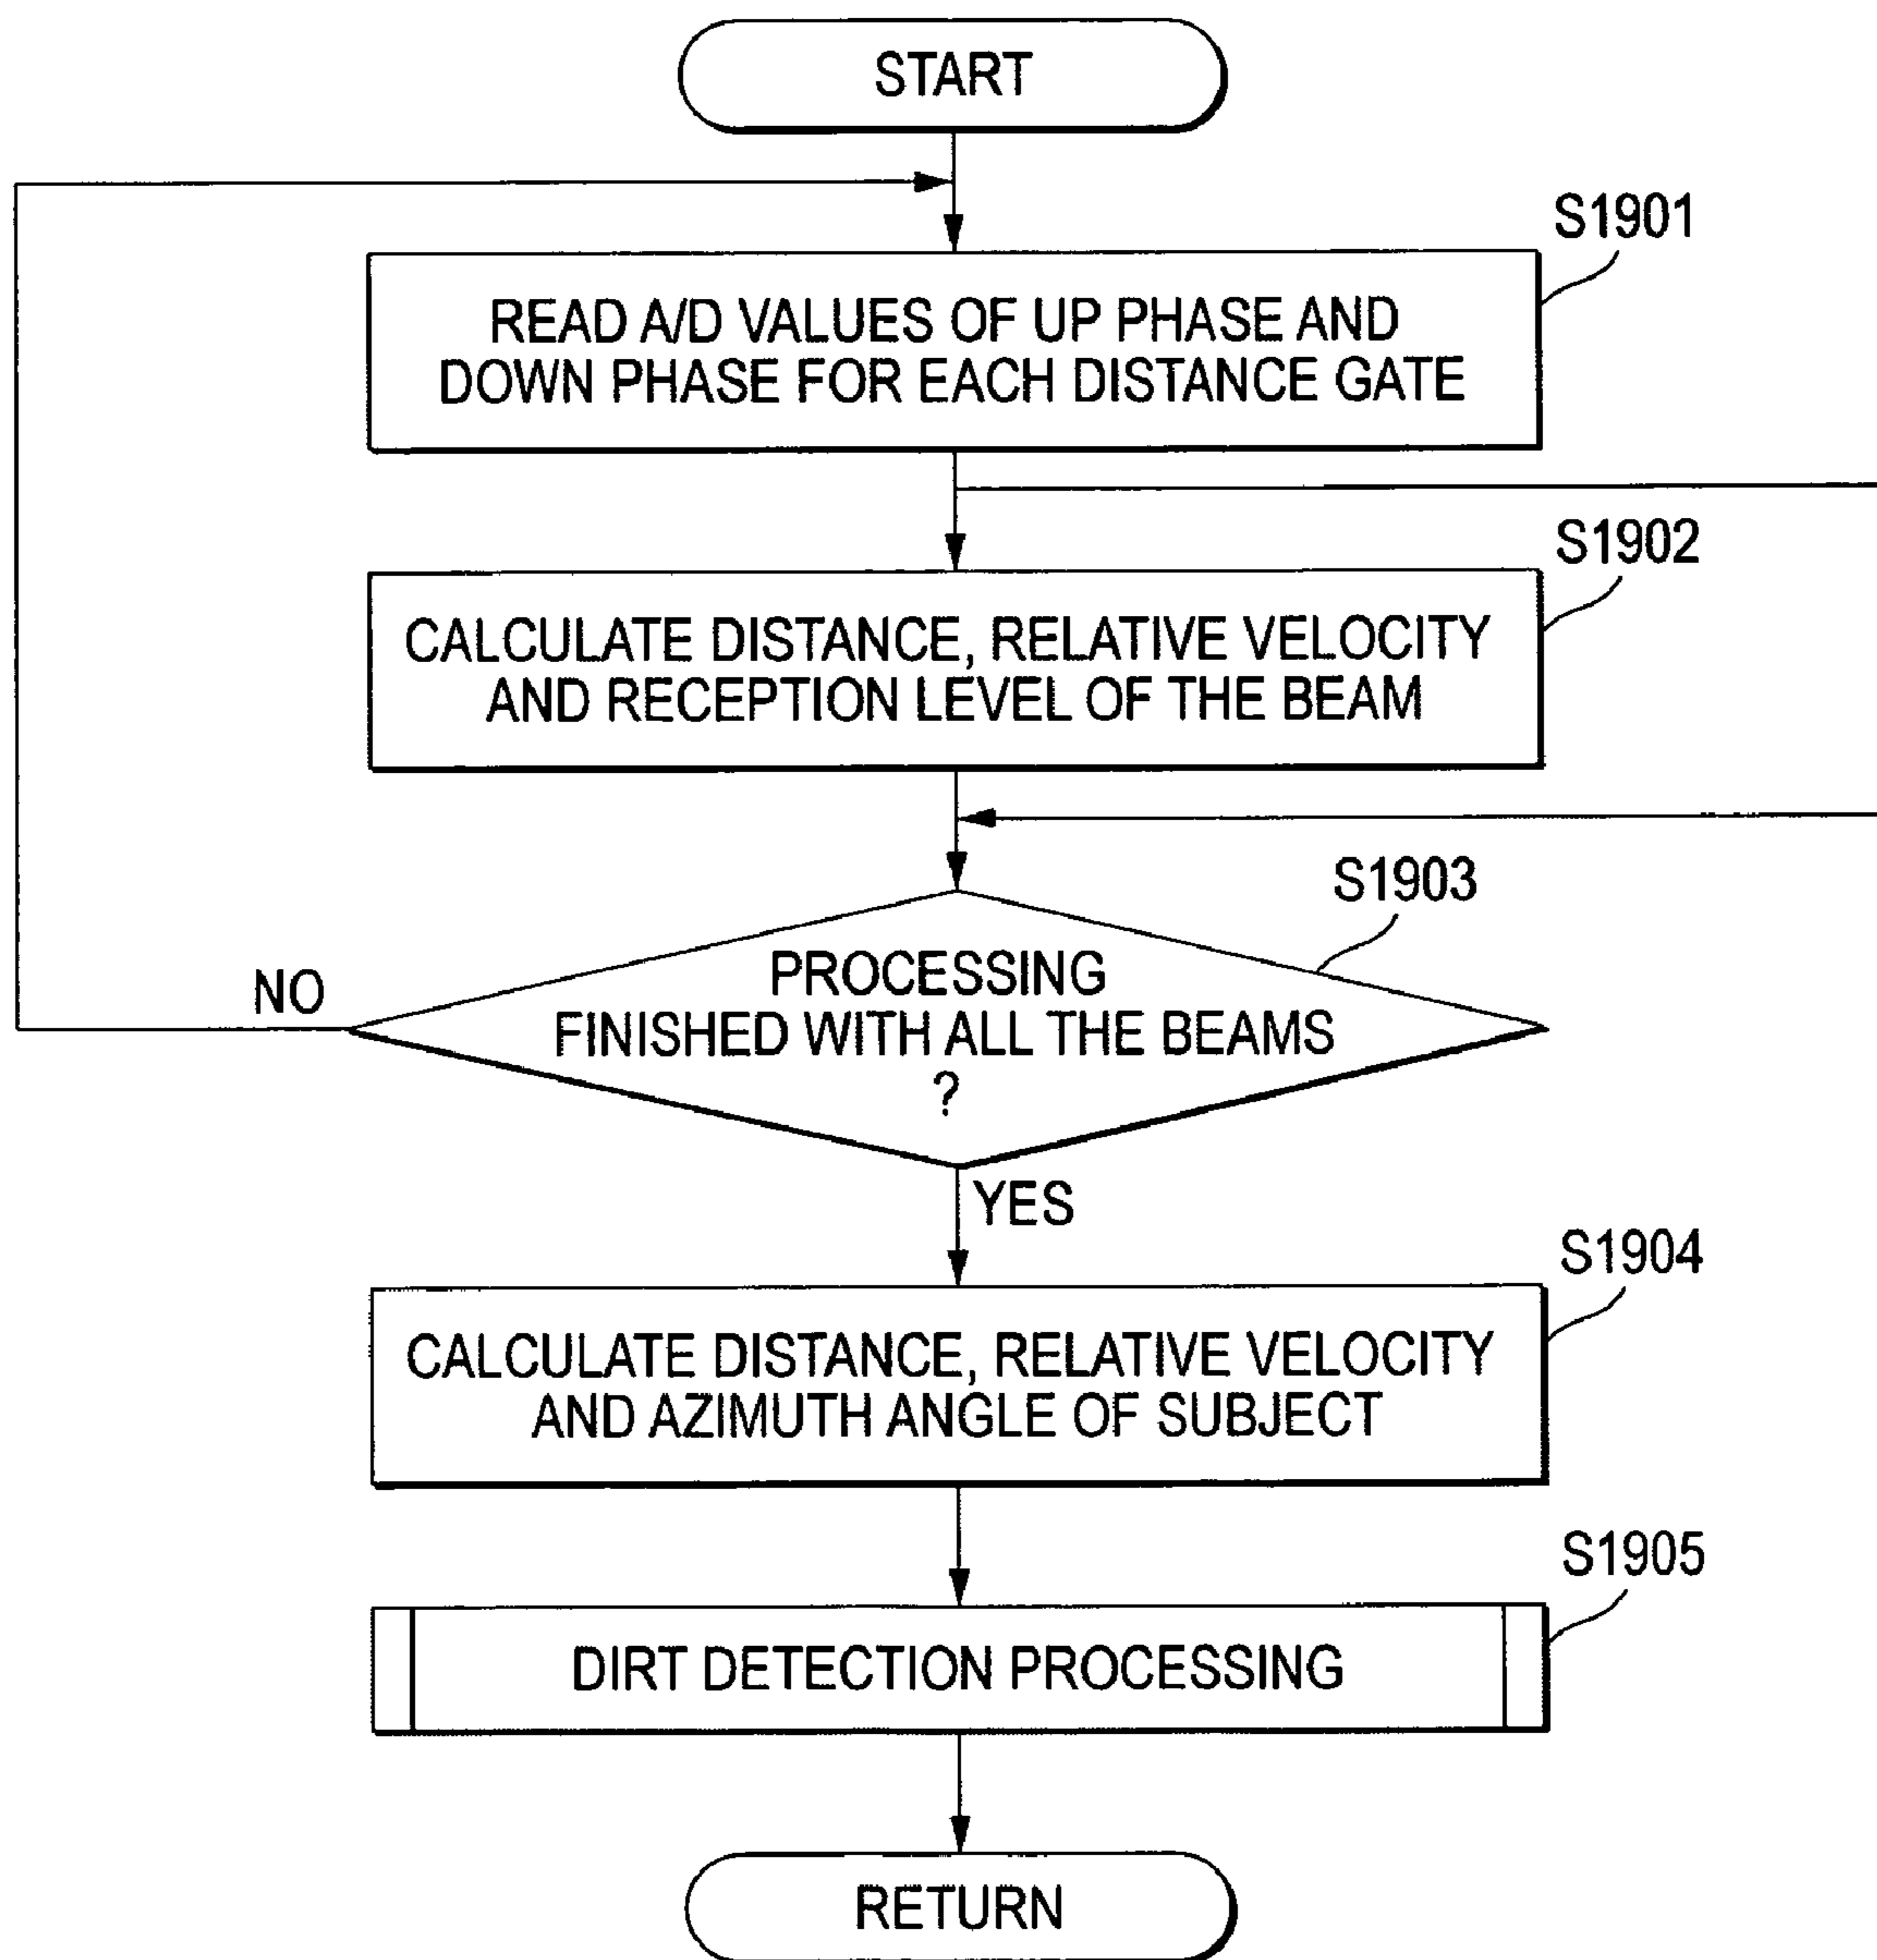 START
S1901
READ A/D VALUES OF UP PHASE AND
DOWN PHASE FOR EACH DISTANCE GATE
S1902
CALCULATE DISTANCE, RELATIVE VELOCITY
AND RECEPTION LEVEL OF THE BEAM
S1903
PROCESSING
FINISHED WITH ALL THE BEAMS
?
NO
YES
S1904
CALCULATE DISTANCE, RELATIVE VELOCITY
AND AZIMUTH ANGLE OF SUBJECT
S1905
DIRT DETECTION PROCESSING
RETURN